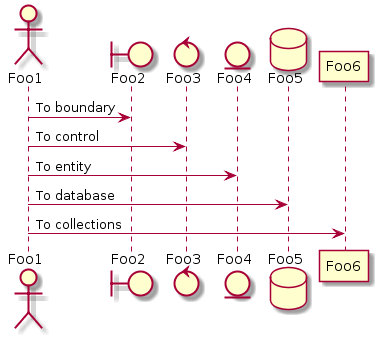 Foo1 Foo2 Foo3 Foo4 Foo5 Foo6
To boundary
To control
To entity
To database
To collections
Foo1 Foo2 Foo3 Foo4 Foo5 Foo6